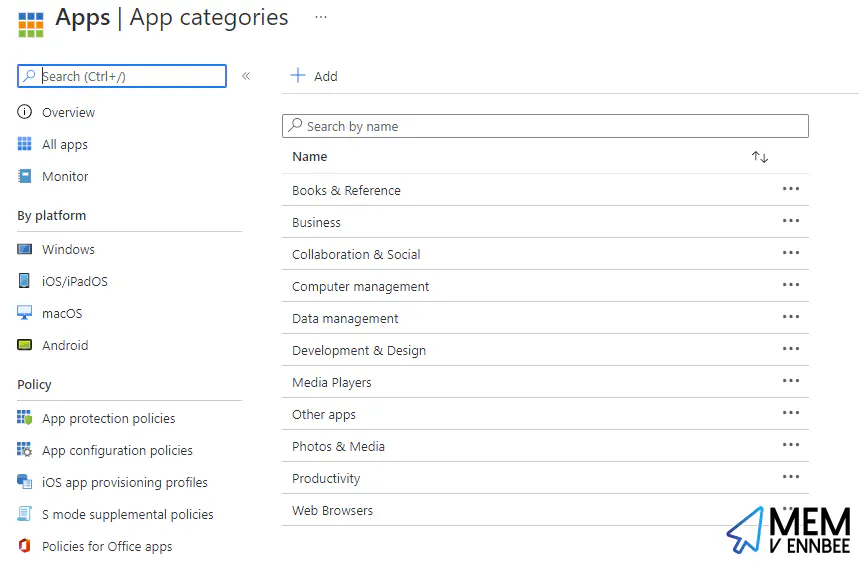 Apps | App categories ...
Search (Ctrl+/)
«
Overview
All apps
Monitor
By platform
Windows
iOS/iPadOS
macOS
Android
Policy
App protection policies
App configuration policies
iOS app provisioning profiles
S mode supplemental policies
Policies for Office apps
+ Add
Search by name
Name
Books & Reference
Business
Collaboration & Social
Computer management
Data management
Development & Design
Media Players
Other apps
Photos & Media
Productivity
Web Browsers
MEM
V ENNBEE